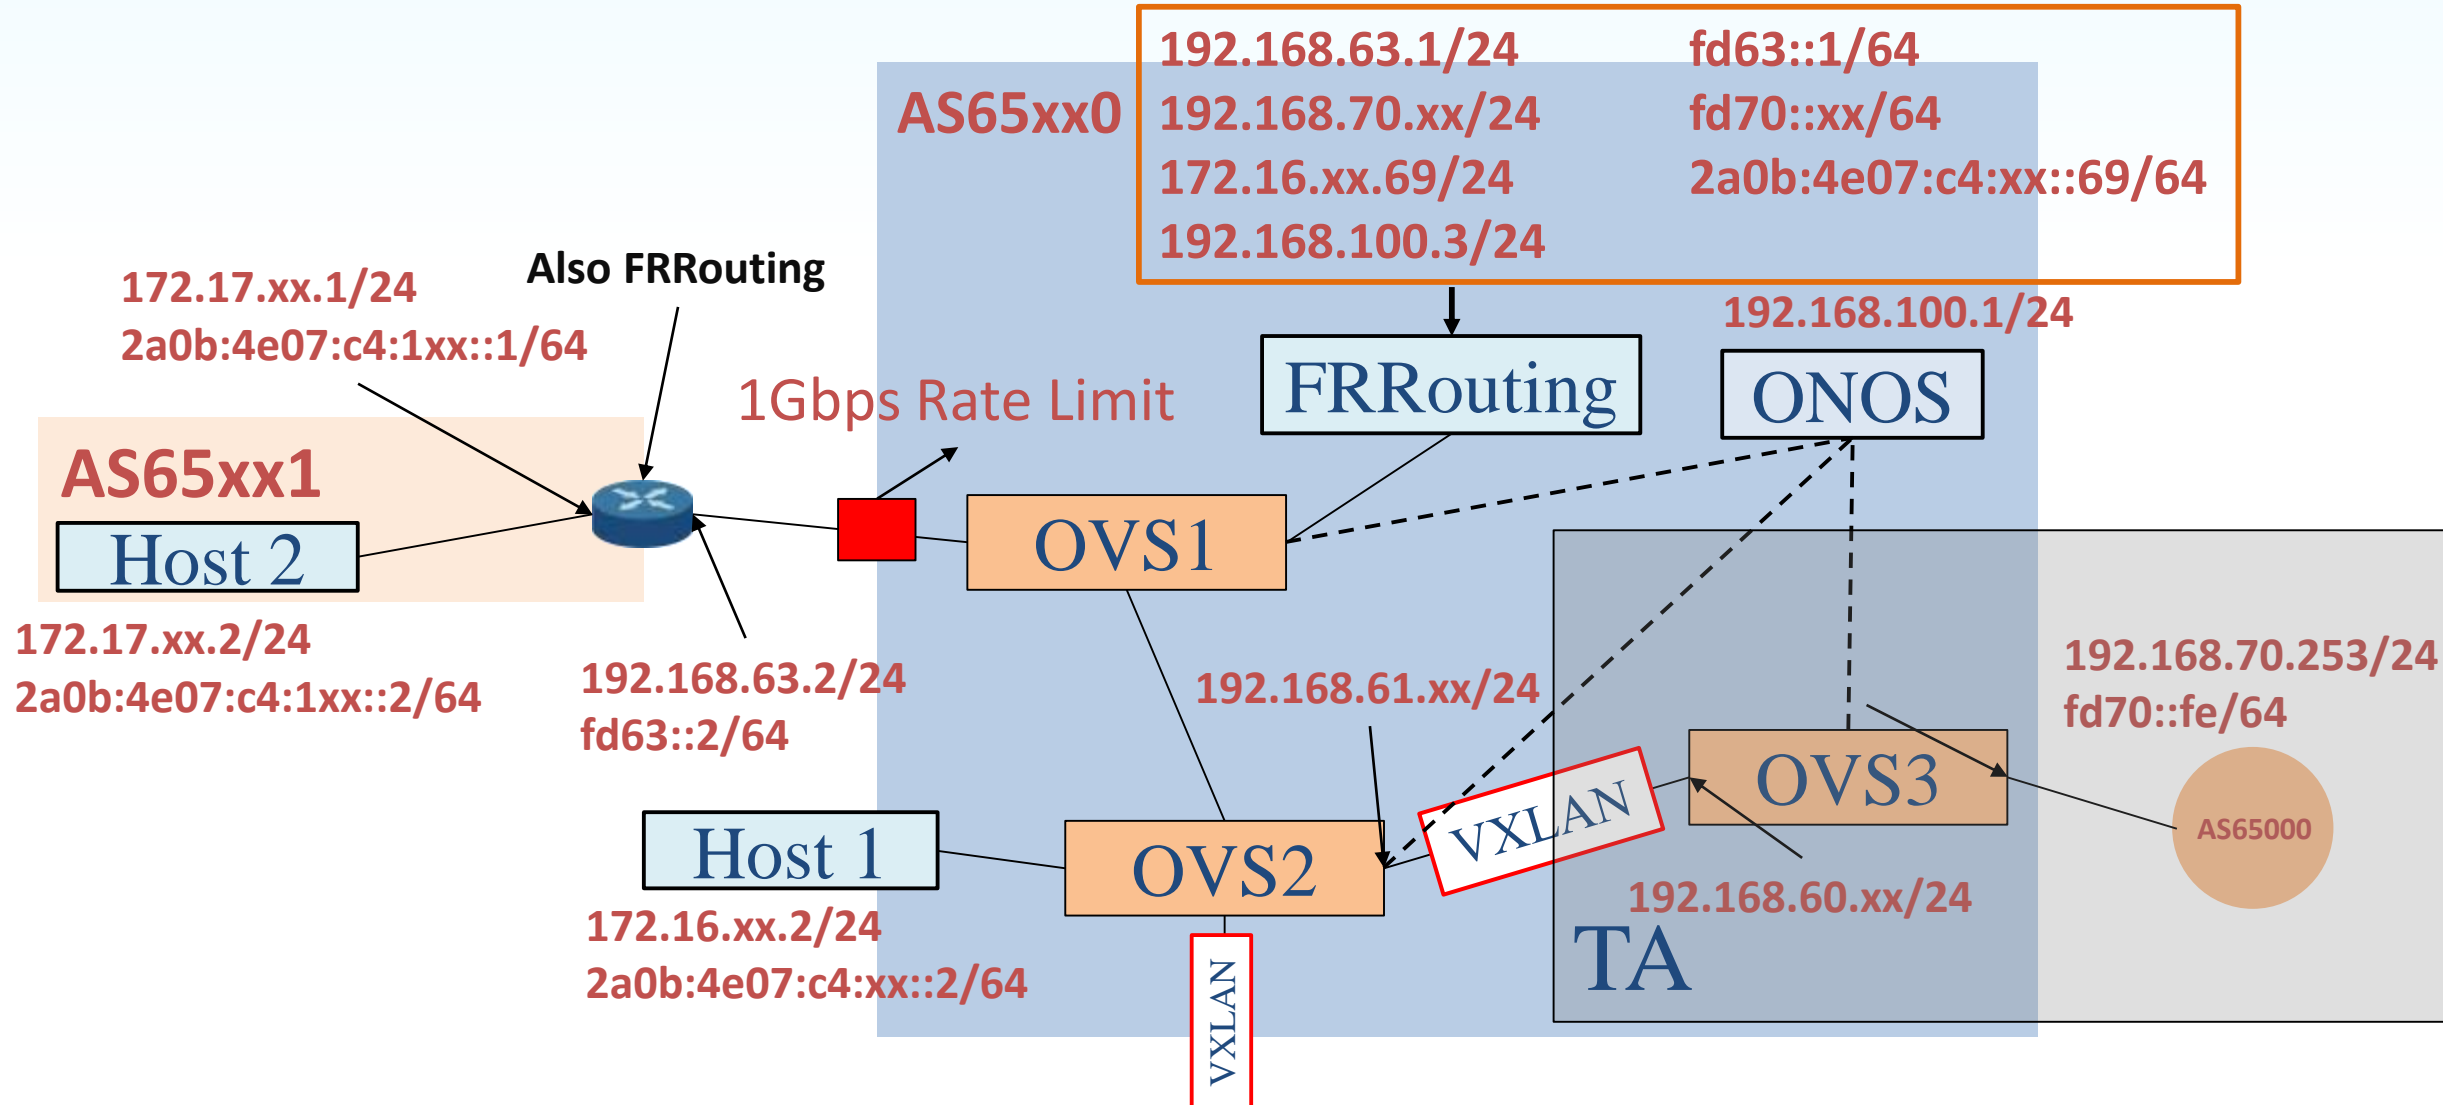 192.168.63.1/24
fd63::1/64
AS65xx0
192.168.70.xx/24
fd70::xx/64
172.16.xx.69/24
2a0b:4e07:c4:xx::69/64
192.168.100.3/24
Also FRRouting
172.17.xx.1/24
2a0b:4e07:c4:1xx::1/64
192.168.100.1/24
1Gbps Rate Limit
FRRouting
ONOS
AS65xx1
Host 2
OVS1
172.17.xx.2/24
2a0b:4e07:c4:1xx::2/64
192.168.63.2/24
fd63::2/64
192.168.61.xx/24
192.168.70.253/24
fd70::fe/64
OVS3
VXLAN
AS65000
Host 1
OVS2
192.168.60.xx/24
172.16.xx.2/24
2a0b:4e07:c4:xx::2/64
TA
VXLAN